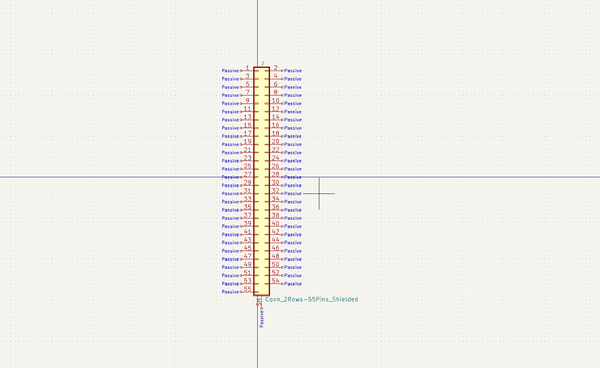 J
Passive 1 2 Passive
Passive 3 4 Passive
Passive 5 6 Passive
Passive 7 8 Passive
Passive 9 10 Passive
Passive 11 12 Passive
Passive 13 14 Passive
Passive 15 16 Passive
Passive 17 18 Passive
Passive 19 20 Passive
Passive 21 22 Passive
Passive 23 24 Passive
Passive 25 26 Passive
Passive 27 28 Passive
Passive 29 30 Passive
Passive 31 32 Passive
Passive 33 34 Passive
Passive 35 36 Passive
Passive 37 38 Passive
Passive 39 40 Passive
Passive 41 42 Passive
Passive 43 44 Passive
Passive 45 46 Passive
Passive 47 48 Passive
Passive 49 50 Passive
Passive 51 52 Passive
Passive 53 54 Passive
Passive 55
Conn_2Rows-55Pins_Shielded
SH
Passive